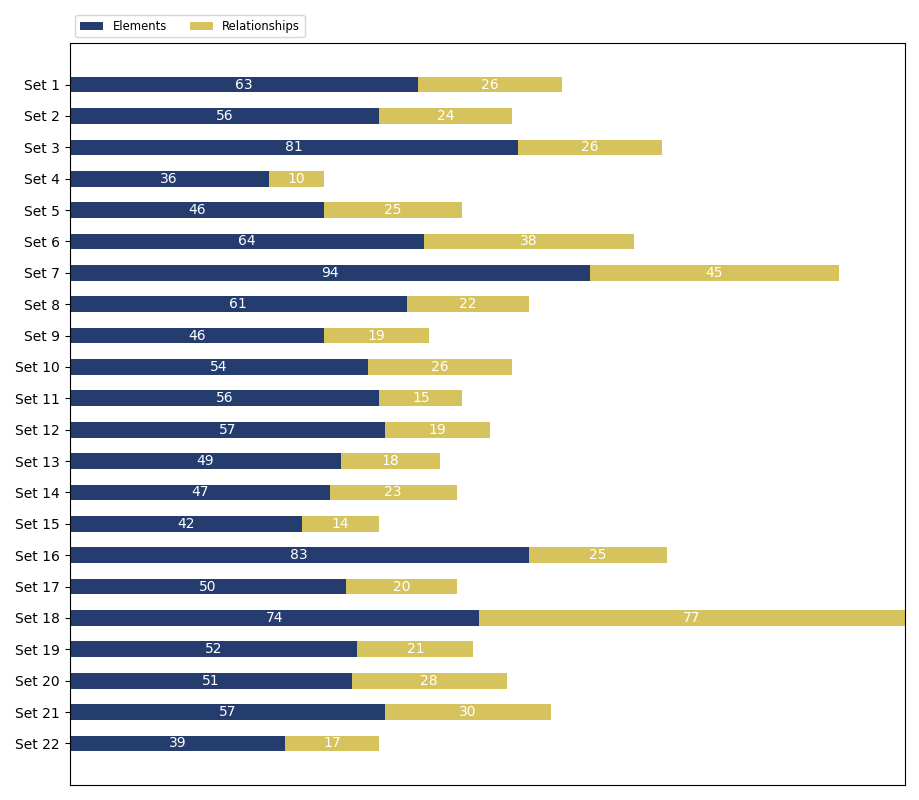 Elements Relationships
Set 1 63 26
Set 2 56 24
Set 3 81 26
Set 4 36 10
Set 5 46 25
Set 6 64 38
Set 7 94 45
Set 8 61 22
Set 9 46 19
Set 10 54 26
Set 11 56 15
Set 12 57 19
Set 13 49 18
Set 14 47 23
Set 15 42 14
Set 16 83 25
Set 17 50 20
Set 18 74 77
Set 19 52 21
Set 20 51 28
Set 21 57 30
Set 22 39 17